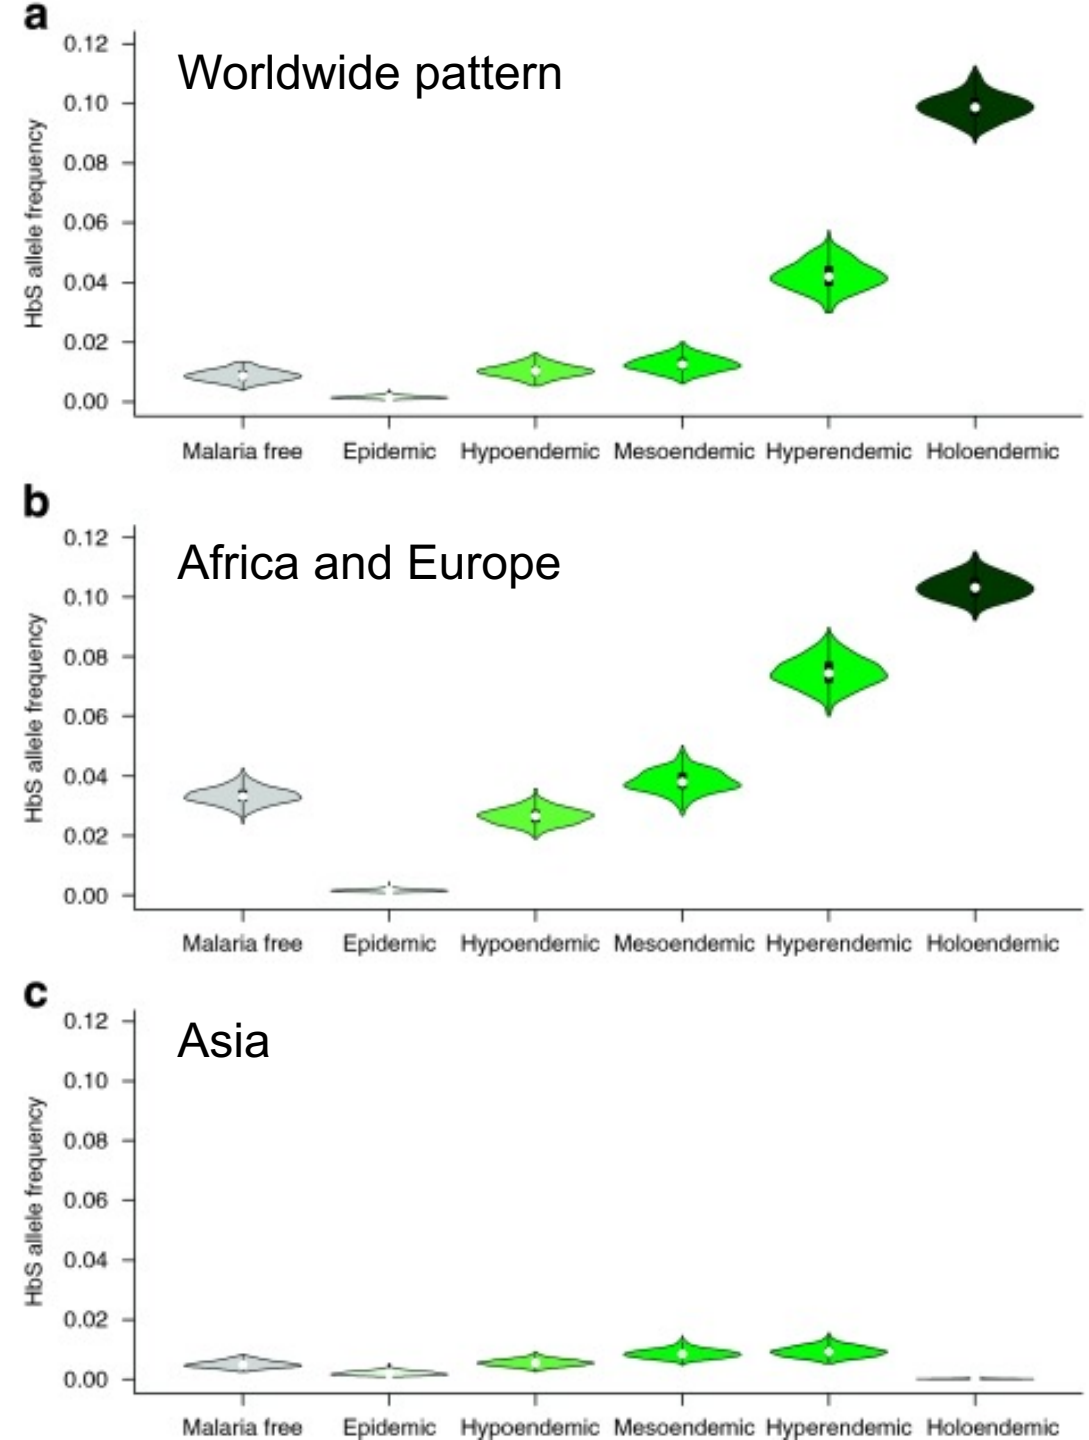 a
Worldwide pattern
HbS allele frequency
0.12
0.10
0.08
0.06
0.04
0.02
0.00
Malaria free Epidemic Hypoendemic Mesoendemic Hyperendemic Holoendemic
b
Africa and Europe
HbS allele frequency
0.12
0.10
0.08
0.06
0.04
0.02
0.00
Malaria free Epidemic Hypoendemic Mesoendemic Hyperendemic Holoendemic
c
Asia
HbS allele frequency
0.12
0.10
0.08
0.06
0.04
0.02
0.00
Malaria free Epidemic Hypoendemic Mesoendemic Hyperendemic Holoendemic